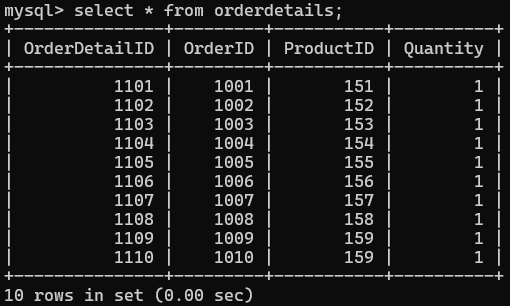 mysql> select * from orderdetails;
+---------------+---------+-----------+----------+
| OrderDetailID | OrderID | ProductID | Quantity |
+---------------+---------+-----------+----------+
|          1101 |    1001 |       151 |        1 |
|          1102 |    1002 |       152 |        1 |
|          1103 |    1003 |       153 |        1 |
|          1104 |    1004 |       154 |        1 |
|          1105 |    1005 |       155 |        1 |
|          1106 |    1006 |       156 |        1 |
|          1107 |    1007 |       157 |        1 |
|          1108 |    1008 |       158 |        1 |
|          1109 |    1009 |       159 |        1 |
|          1110 |    1010 |       159 |        1 |
+---------------+---------+-----------+----------+
10 rows in set (0.00 sec)